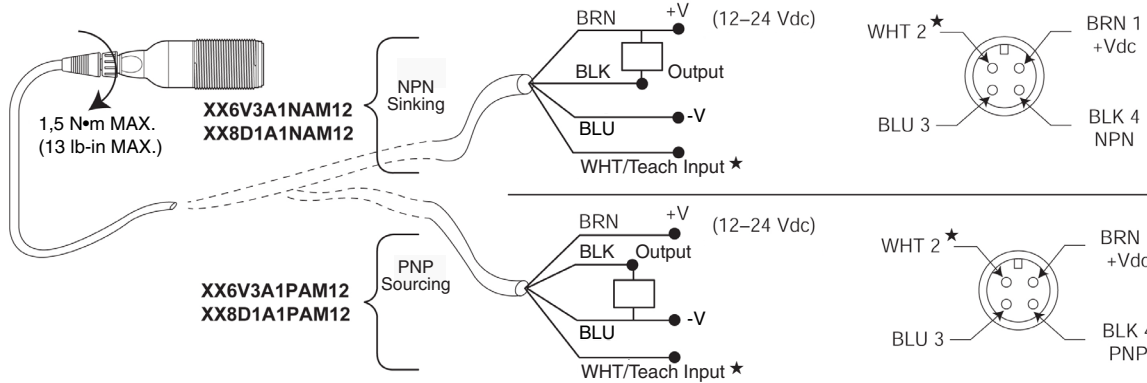 1,5 N•m MAX.
(13 lb-in MAX.)
XX6V3A1NAM12
XX8D1A1NAM12
NPN
Sinking
BRN
+V
(12–24 Vdc)
BLK
Output
-V
BLU
WHT/Teach Input ★
WHT 2 ★
BRN 1
+Vdc
BLU 3
BLK 4
NPN
XX6V3A1PAM12
XX8D1A1PAM12
PNP
Sourcing
BRN
+V
(12–24 Vdc)
BLK
Output
-V
BLU
WHT/Teach Input ★
WHT 2 ★
BRN
+Vdc
BLU 3
BLK 4
PNP